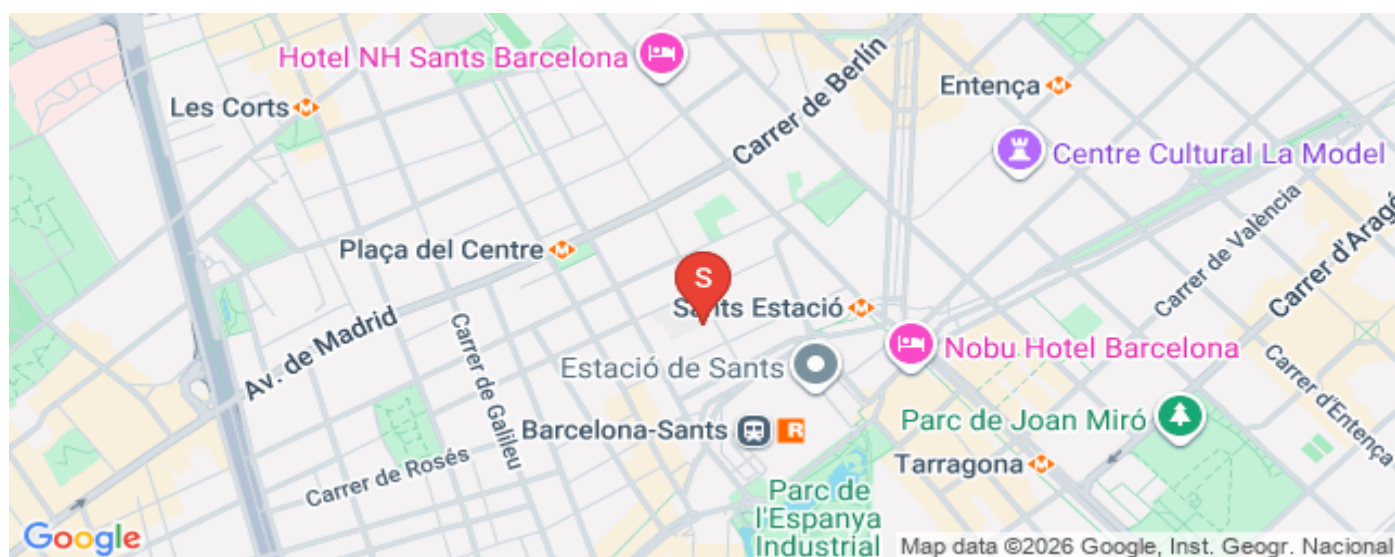 Hotel NH Sants Barcelona
Les Corts
Carrer de Berlín
Entença
Centre Cultural La Model
Plaça del Centre
S
Sants Estació
Carrer de València
Carrer d'Aragó
Av. de Madrid
Carrer de Galileu
Estació de Sants
Nobu Hotel Barcelona
Carrer d'Entença
Barcelona-Sants
R
Parc de Joan Miró
Carrer de Rosés
Tarragona
Parc de
l'Espanya
Industrial
Google
Map data ©2026 Google, Inst. Geogr. Nacional